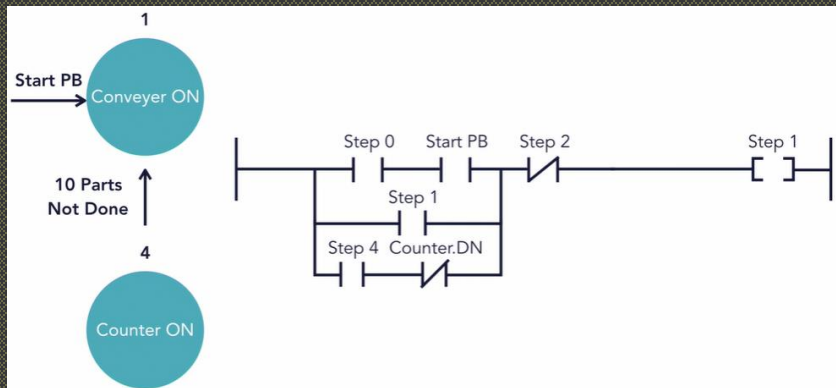 1
Start PB
Conveyer ON
10 Parts
Not Done
4
Counter ON
Step 0 Start PB Step 2 Step 1
Step 1
Step 4 Counter.DN